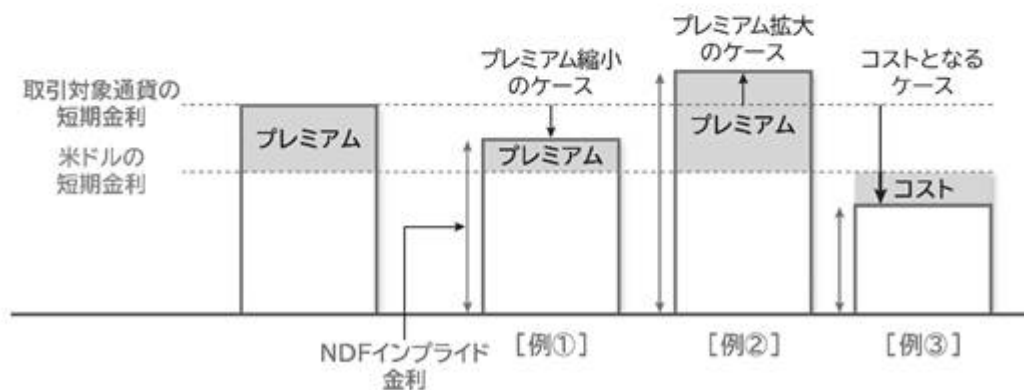 取引対象通貨の
短期金利
米ドルの
短期金利
プレミアム
プレミアム縮小
のケース
プレミアム
プレミアム拡大
のケース
プレミアム
コストとなる
ケース
コスト
NDFインプライド
金利
[例①]
[例②]
[例③]